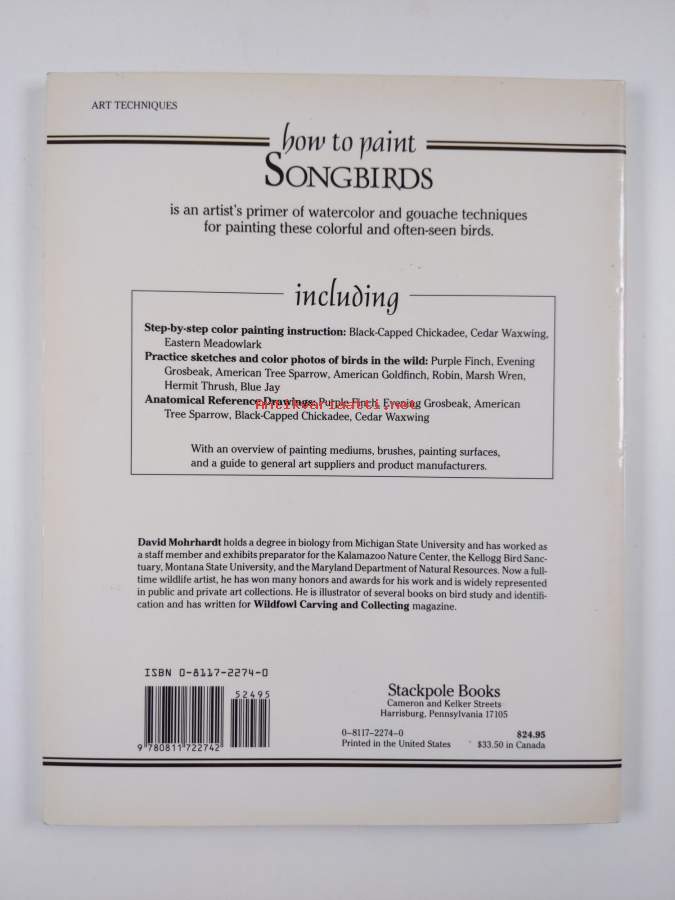 ART TECHNIQUES
how to paint
SONGBIRDS
is an artist's primer of watercolor and gouache techniques
for painting these colorful and often-seen birds.
including
Step-by-step color painting instruction: Black-Capped Chickadee, Cedar Waxwing,
Eastern Meadowlark
Practice sketches and color photos of birds in the wild: Purple Finch, Evening
Grosbeak, American Tree Sparrow, American Goldfinch, Robin, Marsh Wren,
Hermit Thrush, Blue Jay
Anatomical Reference Drawings: Purple Finch, Evening Grosbeak, American
Antikvariaatti.net
Tree Sparrow, Black-Capped Chickadee, Cedar Waxwing
With an overview of painting mediums, brushes, painting surfaces,
and a guide to general art suppliers and product manufacturers.
David Mohrhardt holds a degree in biology from Michigan State University and has worked as
a staff member and exhibits preparator for the Kalamazoo Nature Center, the Kellogg Bird Sanc-
tuary, Montana State University, and the Maryland Department of Natural Resources. Now a full-
time wildlife artist, he has won many honors and awards for his work and is widely represented
in public and private art collections. He is illustrator of several books on bird study and identifi-
cation and has written for Wildfowl Carving and Collecting magazine.
ISBN 0-8117-2274-0
52495
9 780811 722742
Stackpole Books
Cameron and Kelker Streets
Harrisburg, Pennsylvania 17105
0-8117-2274-0 $24.95
Printed in the United States $33.50 in Canada